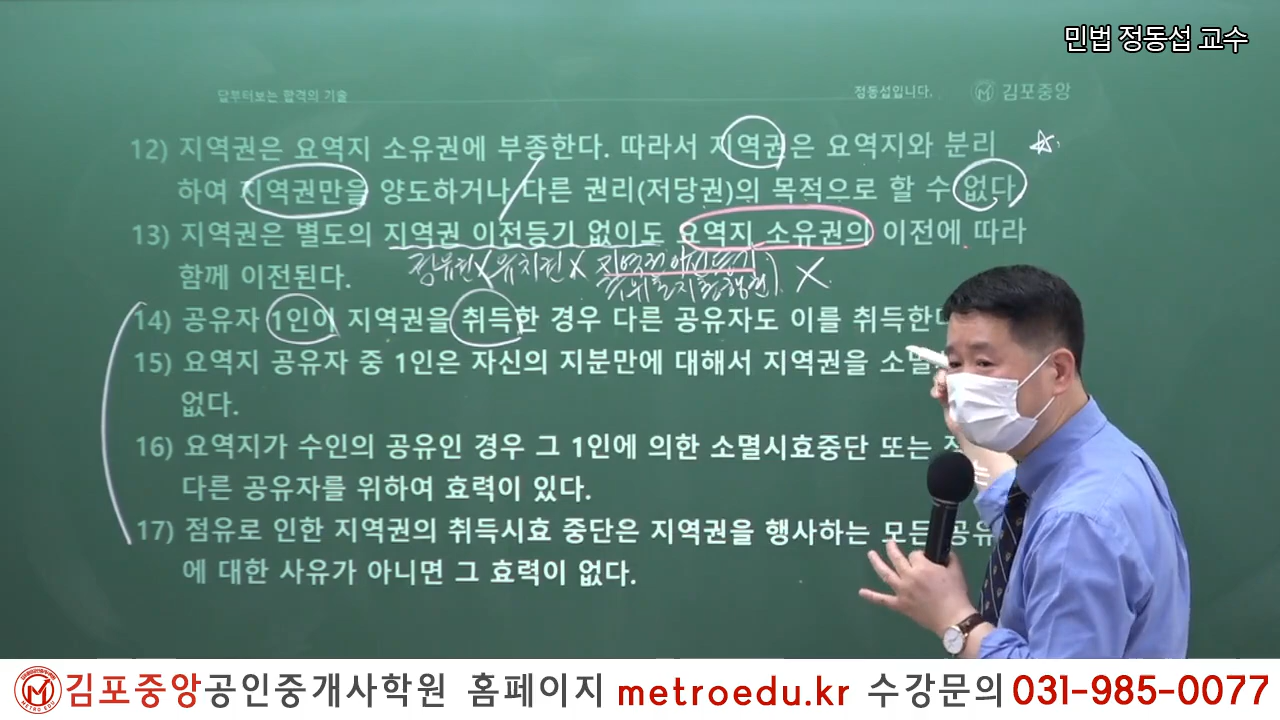 민법 정동섭 교수
답부터보는 합격의 기술
정동섭입니다.
김포중앙
12) 지역권은 요역지 소유권에 부종한다. 따라서 지역권은 요역지와 분리
하여 지역권만을 양도하거나 다른 권리(저당권)의 목적으로 할 수 없다
13) 지역권은 별도의 지역권 이전등기 없이도 요역지 소유권의 이전에 따라
함께 이전된다.
점유권X 유치권X
X
14) 공유자 1인이 지역권을 취득한 경우 다른 공유자도 이를 취득한
15) 요역지 공유자 중 1인은 자신의 지분만에 대해서 지역권을 소멸
없다.
16) 요역지가 수인의 공유인 경우 그 1인에 의한 소멸시효중단 또는
는
다른 공유자를 위하여 효력이 있다.
17) 점유로 인한 지역권의 취득시효 중단은 지역권을 행사하는 모든 공유
에 대한 사유가 아니면 그 효력이 없다.
METRO EDU
김포중앙공인중개사학원 홈페이지 metroedu.kr 수강문의 031-985-0077